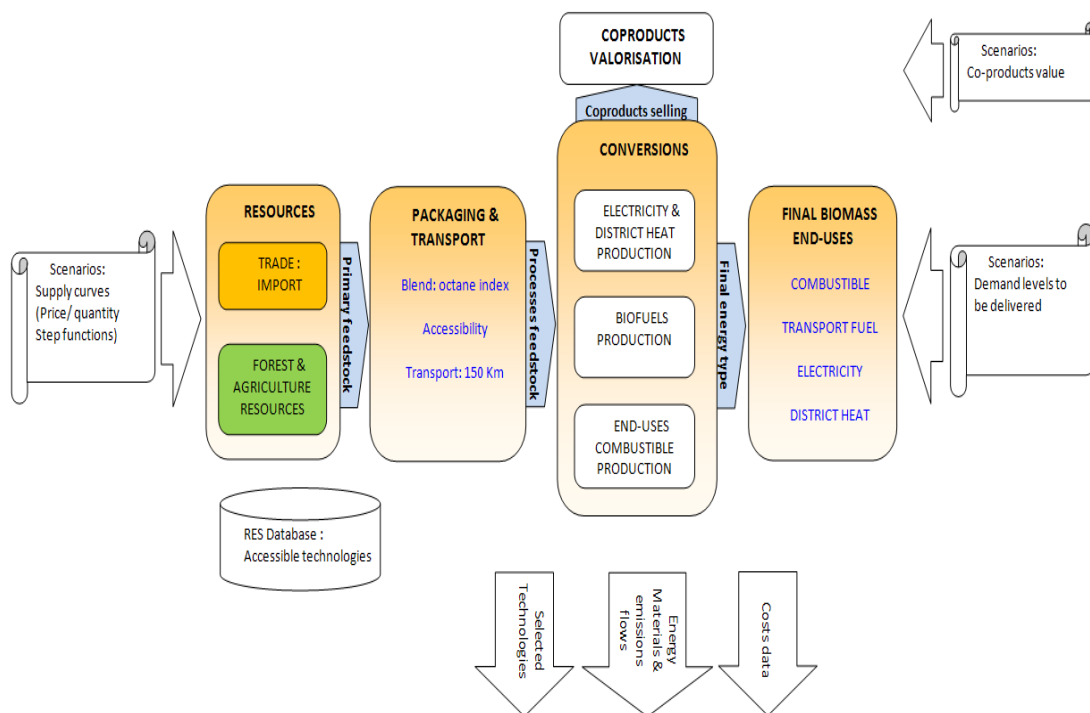 COPRODUCTS
VALORISATION
Scenarios:
Co-products value
Coproducts selling
CONVERSIONS
RESOURCES
PACKAGING &
TRANSPORT
ELECTRICITY &
DISTRICT HEAT
PRODUCTION
FINAL BIOMASS
END-USES
Scenarios:
Supply curves
(Price/ quantity
Step functions)
TRADE :
IMPORT
Primary feedstock
Blend: octane index
Accessibility
Transport: 150 Km
Processes feedstock
BIOFUELS
PRODUCTION
Final energy type
COMBUSTIBLE
TRANSPORT FUEL
ELECTRICITY
DISTRICT HEAT
Scenarios:
Demand levels to
be delivered
FOREST &
AGRICULTURE
RESOURCES
END-USES
COMBUSTIBLE
PRODUCTION
RES Database :
Accessible technologies
Selected
Technologies
Energy
Materials &
emissions
flows
Costs data